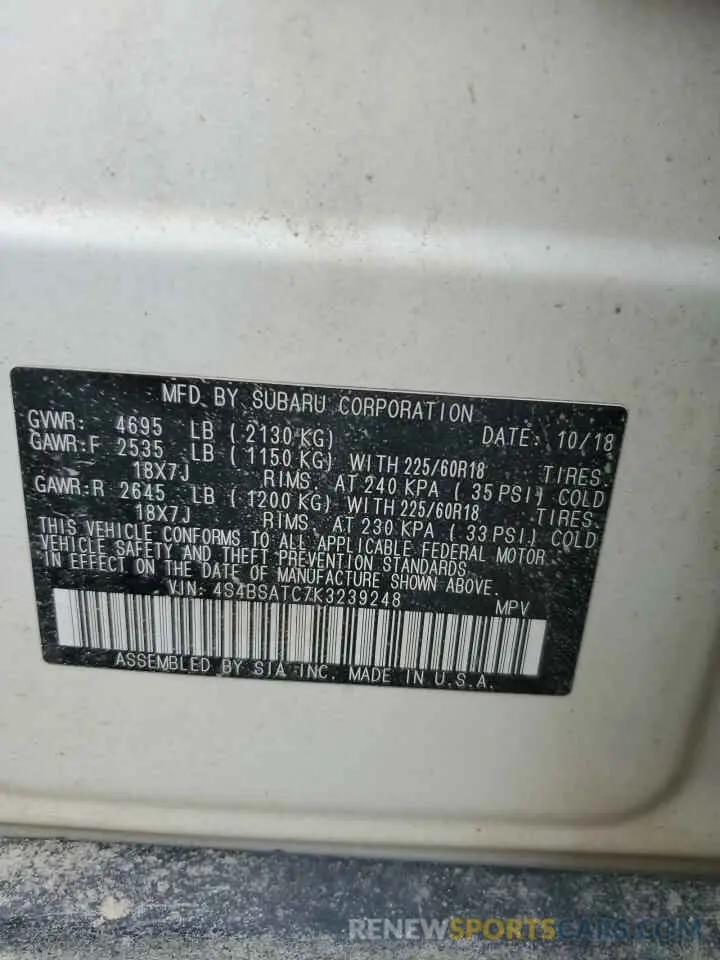 MFD. BY SUBARU CORPORATION
GVWR: 4695 LB ( 2130 KG) DATE: 10/18
GAWR:F 2535 LB ( 1150 KG) WITH 225/60R18 TIRES.
18X7J RIMS. AT 240 KPA ( 35 PSI) COLD
GAWR:R 2645 LB ( 1200 KG) WITH 225/60R18 TIRES.
18X7J RIMS. AT 230 KPA ( 33 PSI) COLD
THIS VEHICLE CONFORMS TO ALL APPLICABLE FEDERAL MOTOR
VEHICLE SAFETY AND THEFT PREVENTION STANDARDS
IN EFFECT ON THE DATE OF MANUFACTURE SHOWN ABOVE.
VIN: 4S4BSATC7K3239248 MPV
ASSEMBLED BY SIA INC. MADE IN U.S.A.
RENEWSPORTSCARS.COM